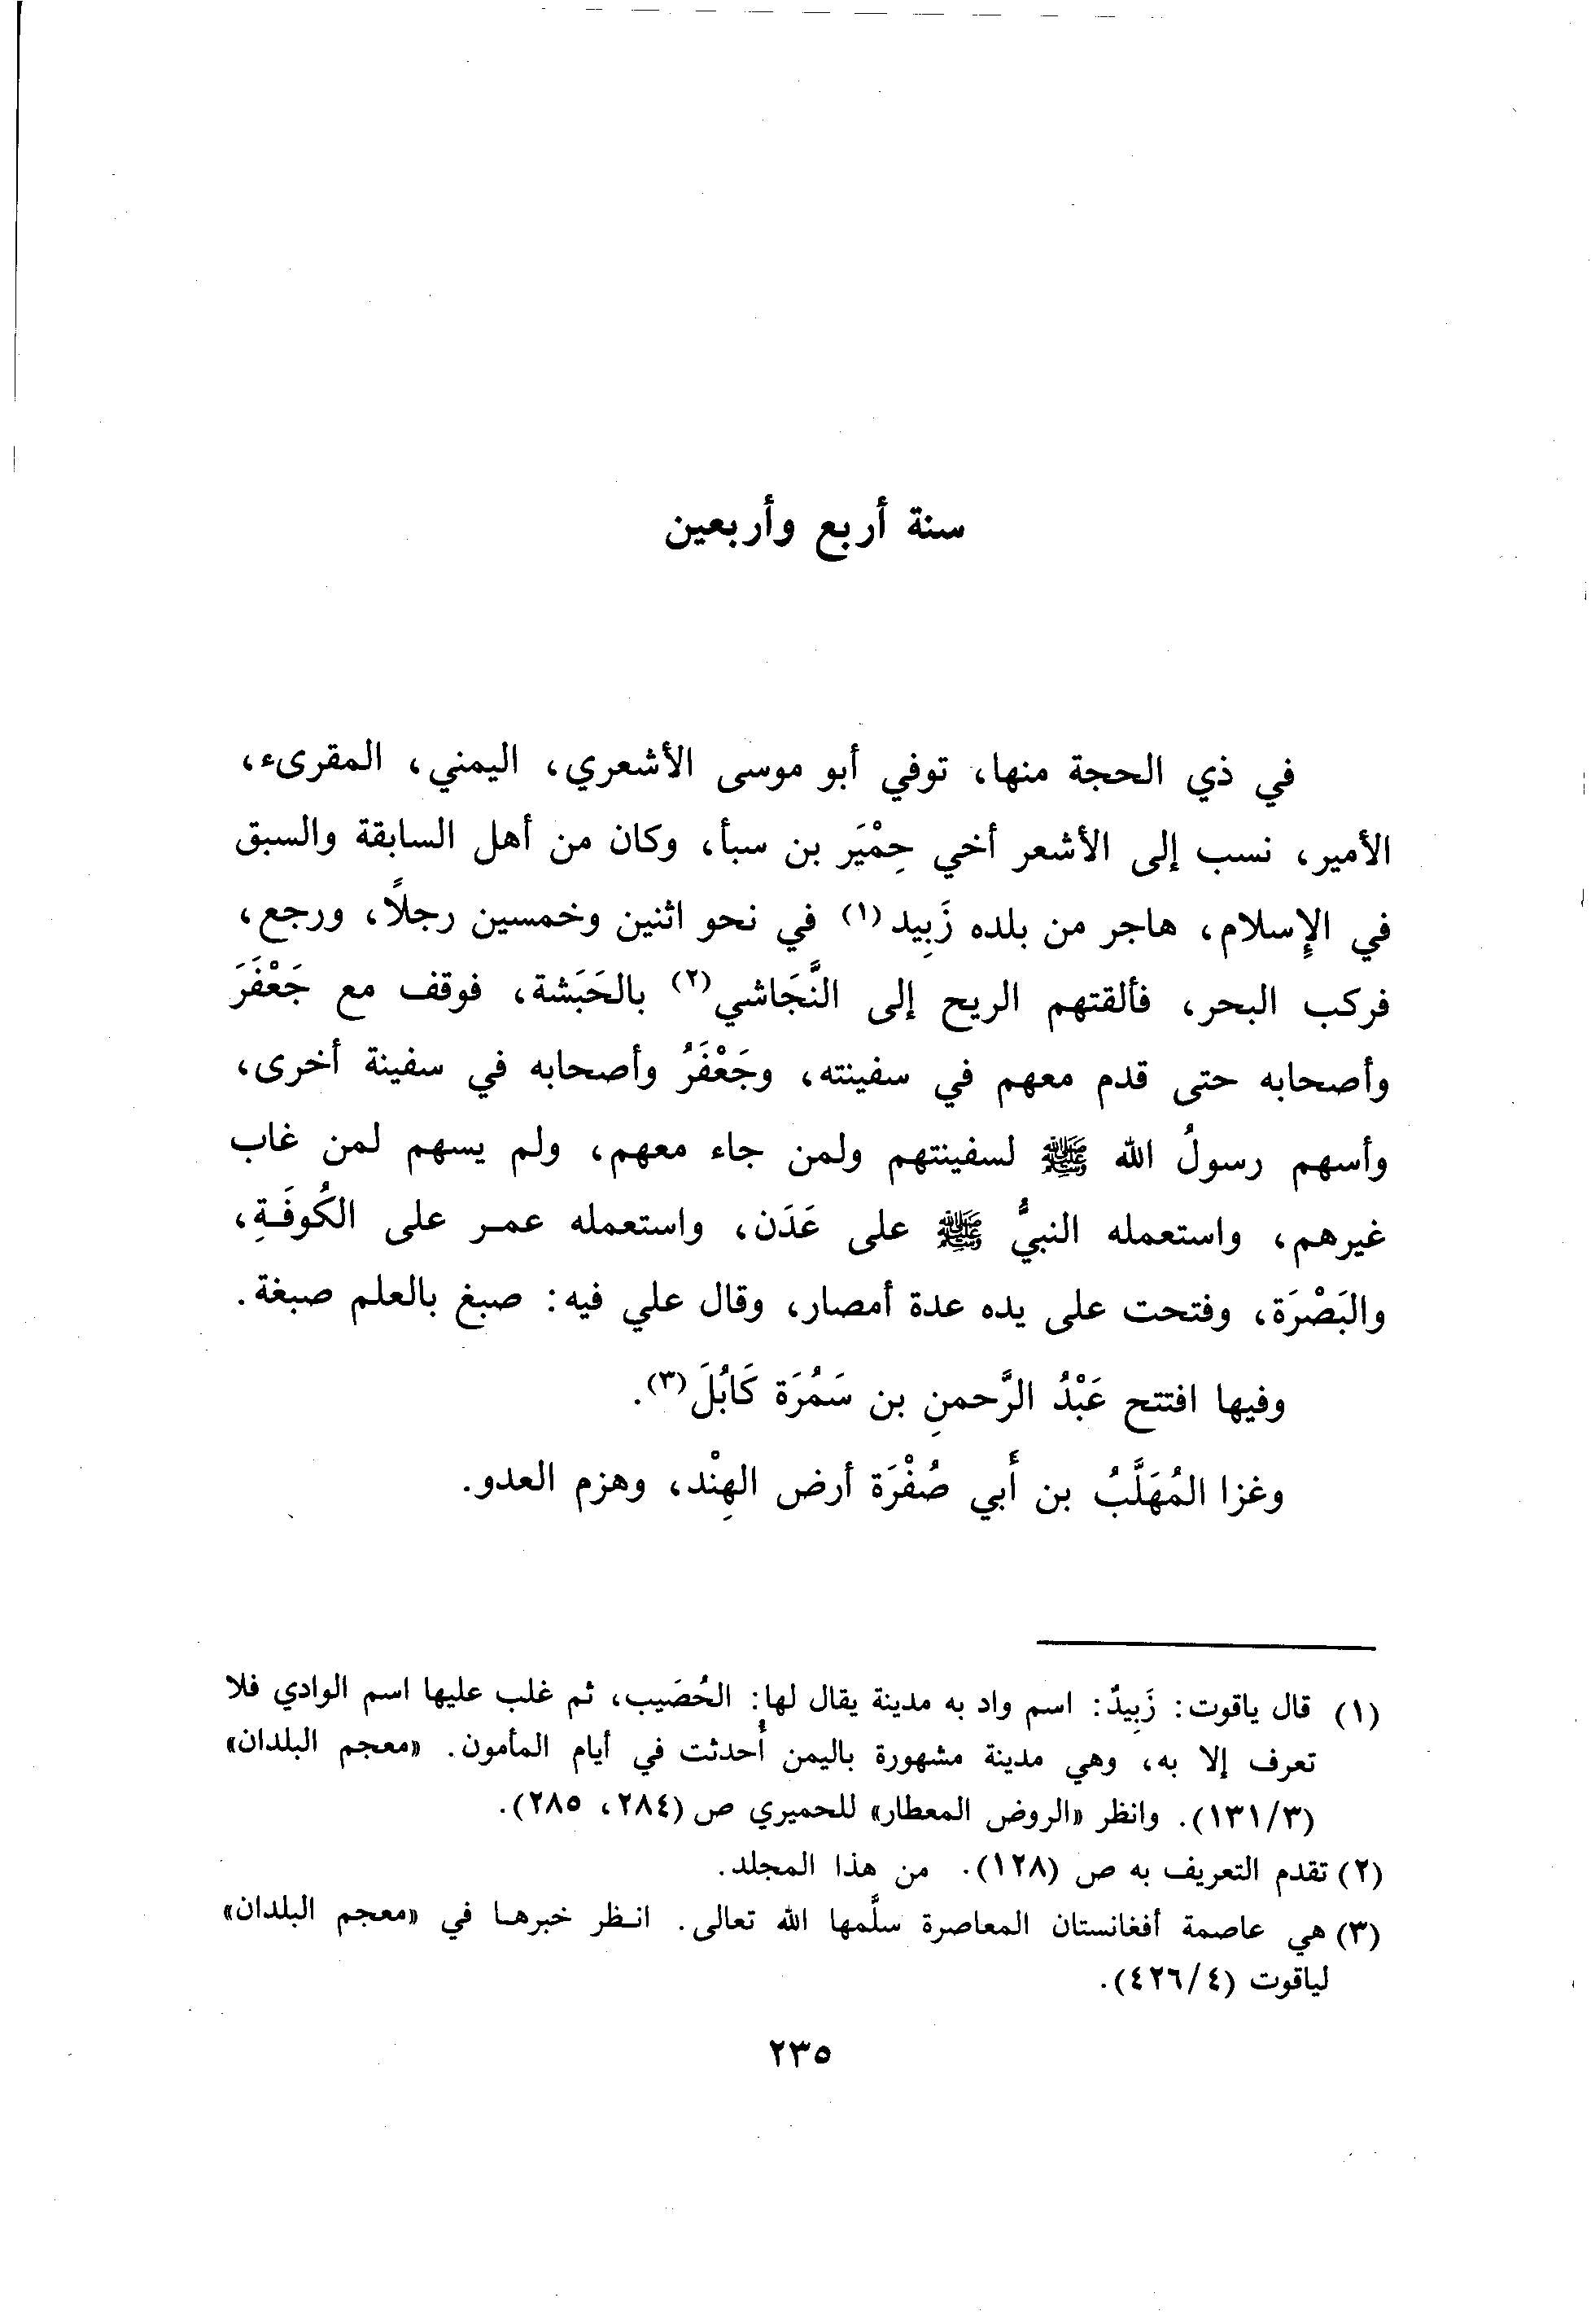 سنة أربع وأربعين
في ذي الحجة منها، توفي أبو موسى الأشعري، اليمني، المقرىء،
الأمير، نسب إلى الأشعر أخي حِمْيَر بن سبأ، وكان من أهل السابقة والسبق
في الإِسلام، هاجر من بلده زَبِيد(١) في نحو اثنين وخمسين رجلاً، ورجع،
فركب البحر، فألقتهم الريح إلى النَّجَاشي(٢) بالحَبَشة، فوقف مع جَعْفَرَ
وأصحابه حتى قدم معهم في سفينته، وجَعْفَرُ وأصحابه في سفينة أخرى،
وأسهم رسولُ الله ﷺ لسفينتهم ولمن جاء معهم، ولم يسهم لمن غاب
غيرهم، واستعمله النبيُّ ﷺ على عَدَن، واستعمله عمـر على الكُوفَـةِ،
والبَصْرَة، وفتحت على يده عدة أمصار، وقال علي فيه: صبغ بالعلم صبغة.
وفيها افتتح عَبْدُ الرَّحمنِ بن سَمُرَة كَابُلَ(٣).
وغزا المُهَلَّبُ بن أَبي صُفْرَة أرض الهِنْد، وهزم العدو.
(١) قال ياقوت: زَبِيدٌ: اسم واد به مدينة يقال لها: الحُصَيب، ثم غلب عليها اسم الوادي فلا
تعرف إلا به، وهي مدينة مشهورة باليمن أُحدثت في أيام المأمون. «معجم البلدان»
(١٣١/٣). وانظر «الروض المعطار» للحميري ص (٢٨٤، ٢٨٥).
(٢) تقدم التعريف به ص (١٢٨). من هذا المجلد.
(٣) هي عاصمة أفغانستان المعاصرة سلَّمها الله تعالى. انـظر خبرهـا في «معجم البلدان»
لياقوت (٤٢٦/٤).
٢٣٥